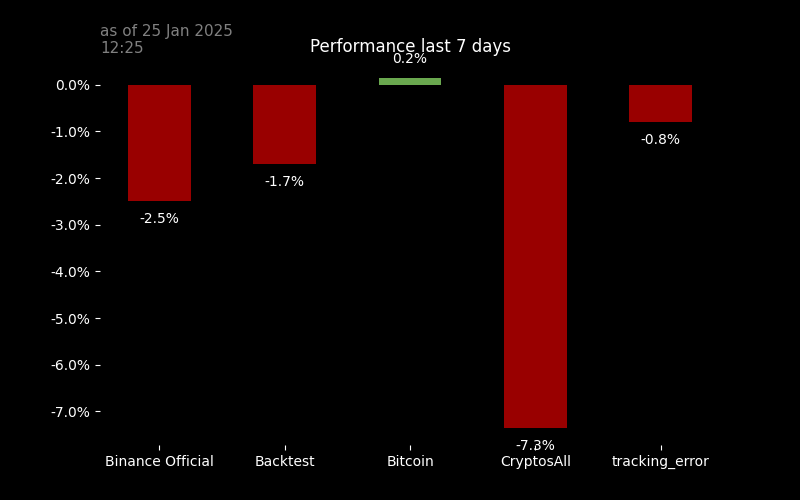 as of 25 Jan 2025
12:25
Performance last 7 days
0.2%
0.0%
-1.0%
-2.0%
-3.0%
-4.0%
-5.0%
-6.0%
-7.0%
-2.5%
-1.7%
-7.3%
-0.8%
Binance Official
Backtest
Bitcoin
CryptosAll
tracking_error